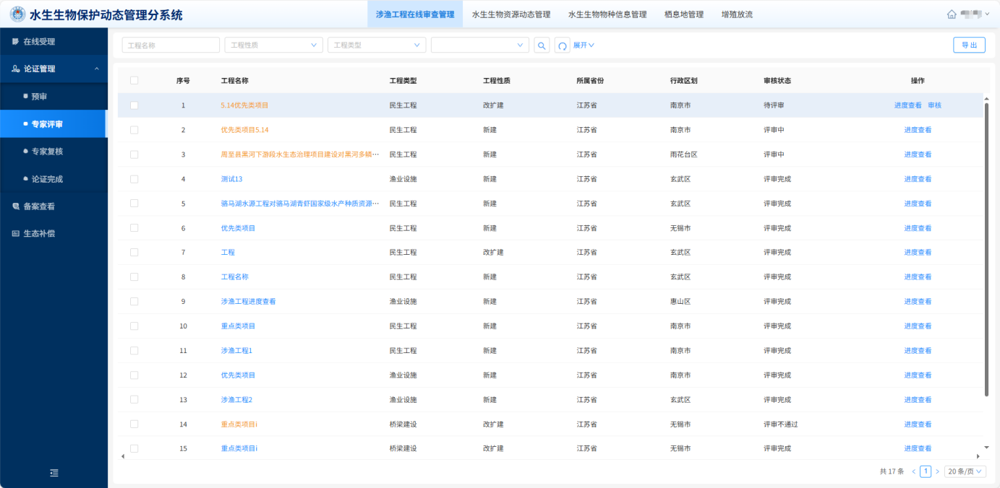 水生生物保护动态管理分系统
涉渔工程在线审查管理 水生生物资源动态管理 水生生物物种信息管理 栖息地管理 增殖放流
在线受理
论证管理
预审
专家评审
专家复核
论证完成
备案查看
生态补偿
工程名称 工程性质 工程类型 展开 导出
序号 工程名称 工程类型 工程性质 所属省份 行政区划 审核状态 操作
1 5.14优先类项目 民生工程 改扩建 江苏省 南京市 待评审 进度查看 审核
2 优先类项目5.14 民生工程 新建 江苏省 南京市 评审中 进度查看
3 周至县黑河下游段水生态治理项目建设对黑河多鳞… 民生工程 新建 江苏省 雨花台区 评审中 进度查看
4 测试13 渔业设施 新建 江苏省 玄武区 评审完成 进度查看
5 骆马湖水源工程对骆马湖青虾国家级水产种质资源… 民生工程 新建 江苏省 玄武区 评审完成 进度查看
6 优先类项目 民生工程 新建 江苏省 无锡市 评审完成 进度查看
7 工程 民生工程 改扩建 江苏省 玄武区 评审完成 进度查看
8 工程名称 民生工程 新建 江苏省 玄武区 评审完成 进度查看
9 涉渔工程进度查看 渔业设施 新建 江苏省 惠山区 评审完成 进度查看
10 重点类项目 民生工程 新建 江苏省 南京市 评审完成 进度查看
11 涉渔工程1 民生工程 新建 江苏省 南京市 评审完成 进度查看
12 优先类项目 渔业设施 新建 江苏省 南京市 评审完成 进度查看
13 涉渔工程2 渔业设施 新建 江苏省 玄武区 评审完成 进度查看
14 重点类项目i 桥梁建设 改扩建 江苏省 无锡市 评审不通过 进度查看
15 重点类项目i 桥梁建设 改扩建 江苏省 无锡市 评审完成 进度查看
共 17 条 < 1 > 20 条/页